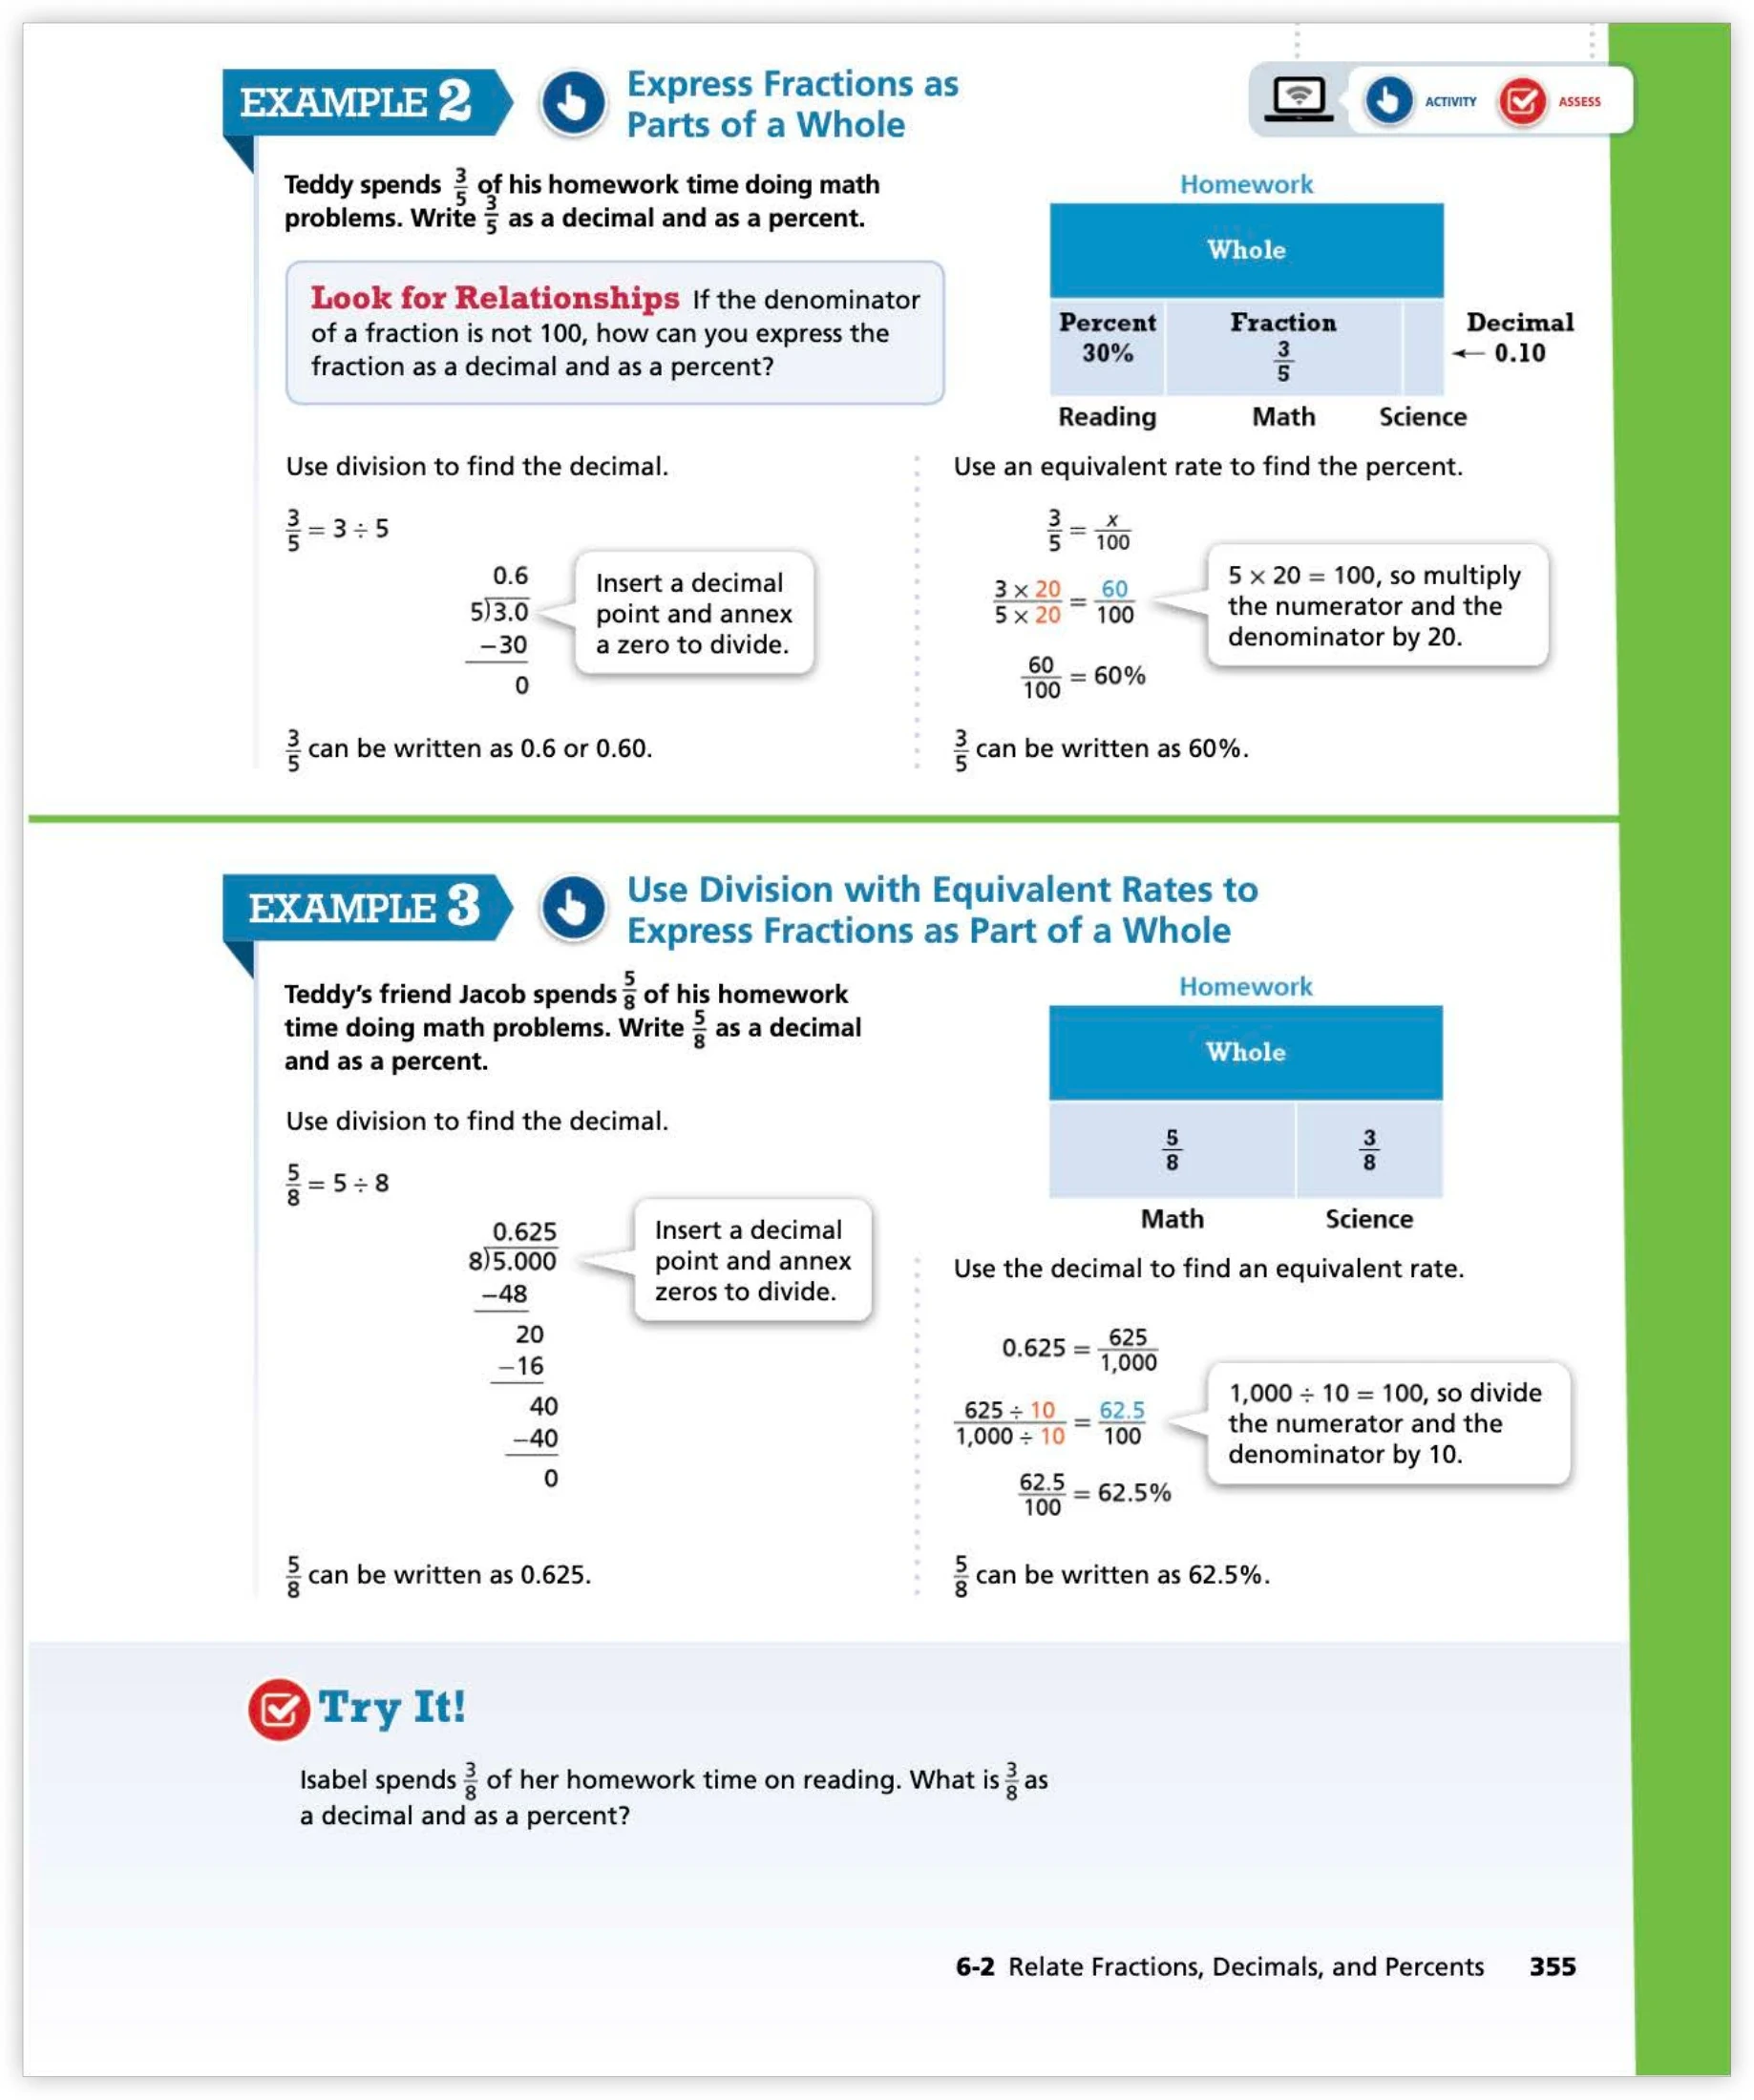 EXAMPLE 2
Express Fractions as
Parts of a Whole
ACTIVITY
ASSESS
Teddy spends 3/5 of his homework time doing math
problems. Write 3/5 as a decimal and as a percent.
Look for Relationships If the denominator
of a fraction is not 100, how can you express the
fraction as a decimal and as a percent?
Homework
Whole
Percent
30%
Fraction
3/5
Decimal
← 0.10
Reading
Math
Science
Use division to find the decimal.
3/5 = 3 ÷ 5
0.6
5)3.0
−30
0
Insert a decimal
point and annex
a zero to divide.
3/5 can be written as 0.6 or 0.60.
Use an equivalent rate to find the percent.
3/5 = x/100
3 × 20/5 × 20 = 60/100
60/100 = 60%
5 × 20 = 100, so multiply
the numerator and the
denominator by 20.
3/5 can be written as 60%.
EXAMPLE 3
Use Division with Equivalent Rates to
Express Fractions as Part of a Whole
Teddy's friend Jacob spends 5/8 of his homework
time doing math problems. Write 5/8 as a decimal
and as a percent.
Use division to find the decimal.
5/8 = 5 ÷ 8
0.625
8)5.000
−48
20
−16
40
−40
0
Insert a decimal
point and annex
zeros to divide.
5/8 can be written as 0.625.
Homework
Whole
5/8
3/8
Math
Science
Use the decimal to find an equivalent rate.
0.625 = 625/1,000
625 ÷ 10/1,000 ÷ 10 = 62.5/100
62.5/100 = 62.5%
1,000 ÷ 10 = 100, so divide
the numerator and the
denominator by 10.
5/8 can be written as 62.5%.
Try It!
Isabel spends 3/8 of her homework time on reading. What is 3/8 as
a decimal and as a percent?
6-2 Relate Fractions, Decimals, and Percents 355